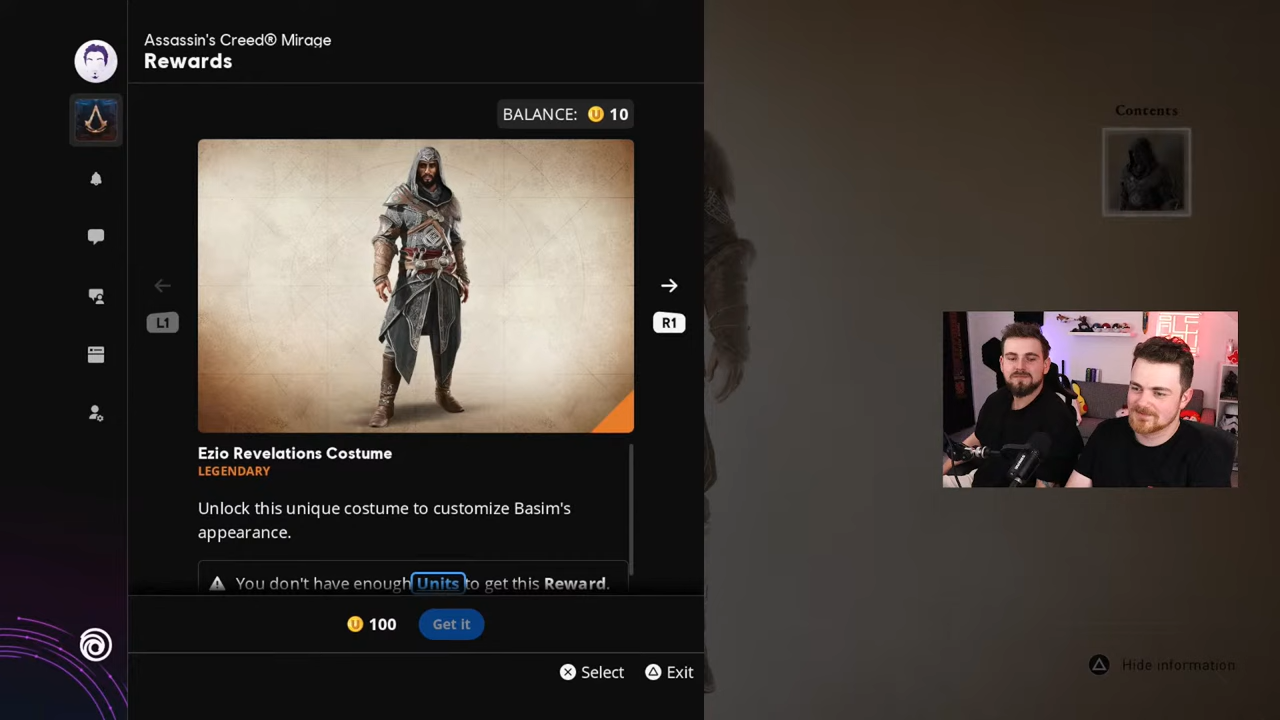 Assassin's Creed® Mirage
Rewards
BALANCE: 10
Contents
L1
R1
Ezio Revelations Costume
LEGENDARY
Unlock this unique costume to customize Basim's
appearance.
You don't have enough Units to get this Reward.
100 Get it
Select Exit
Hide information